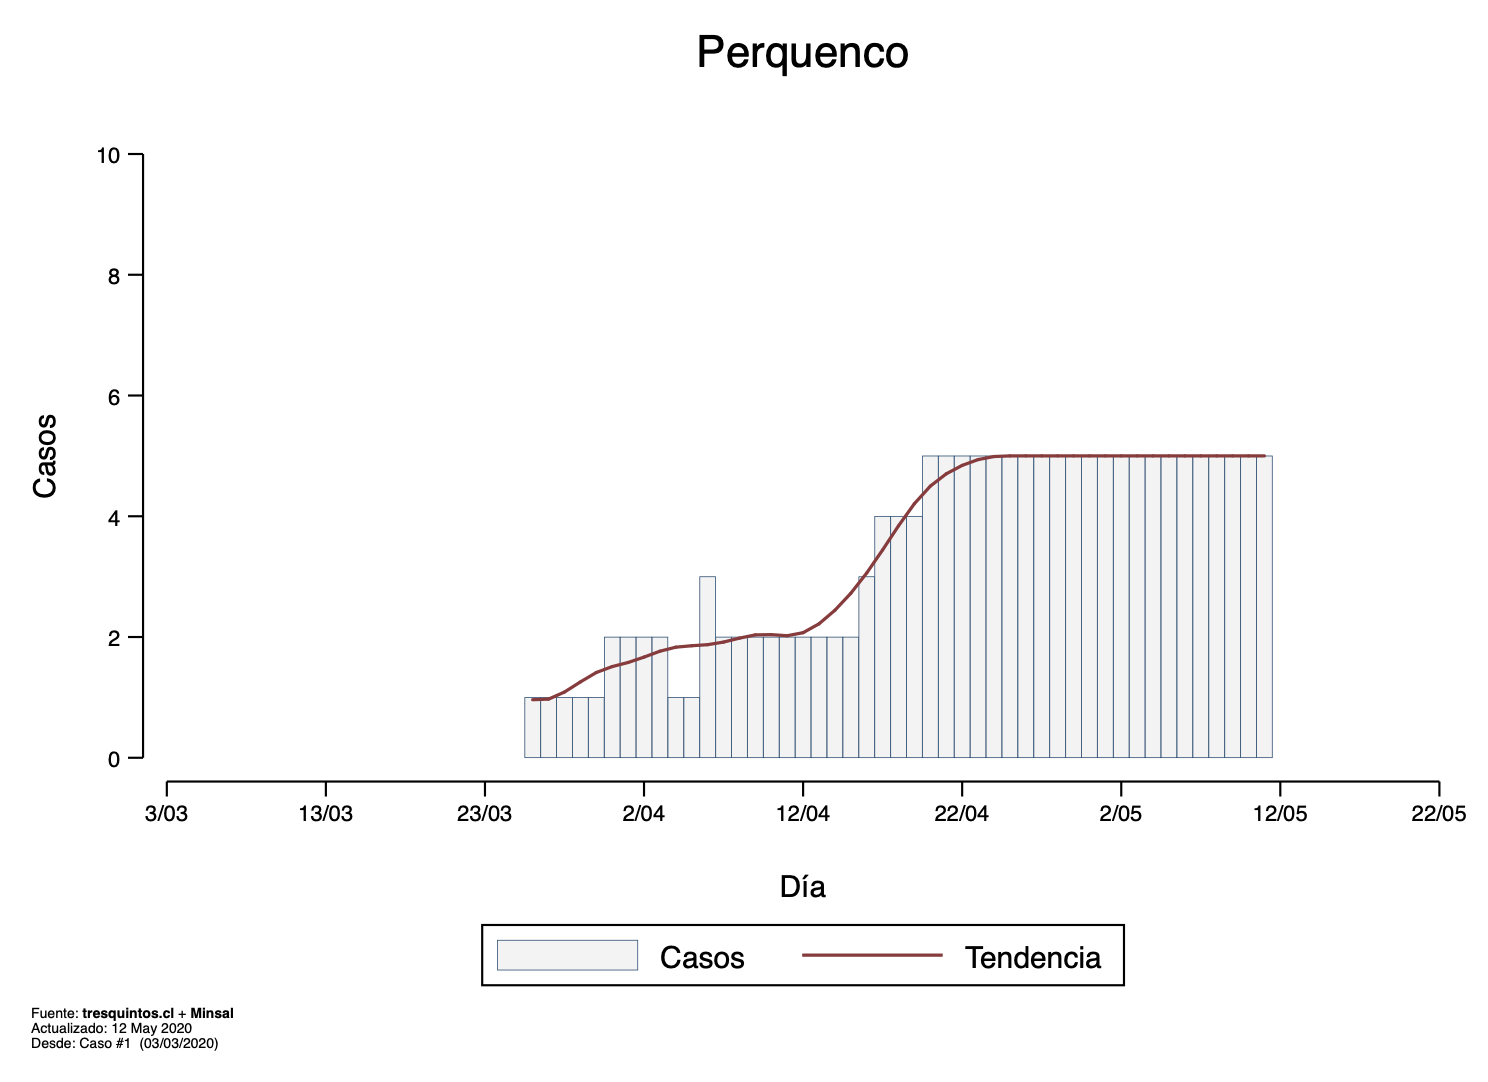 Perquenco
10
8
6
4
2
0
Casos
3/03 13/03 23/03 2/04 12/04 22/04 2/05 12/05 22/05
Día
Casos Tendencia
Fuente: tresquintos.cl + Minsal
Actualizado: 12 May 2020
Desde: Caso #1 (03/03/2020)